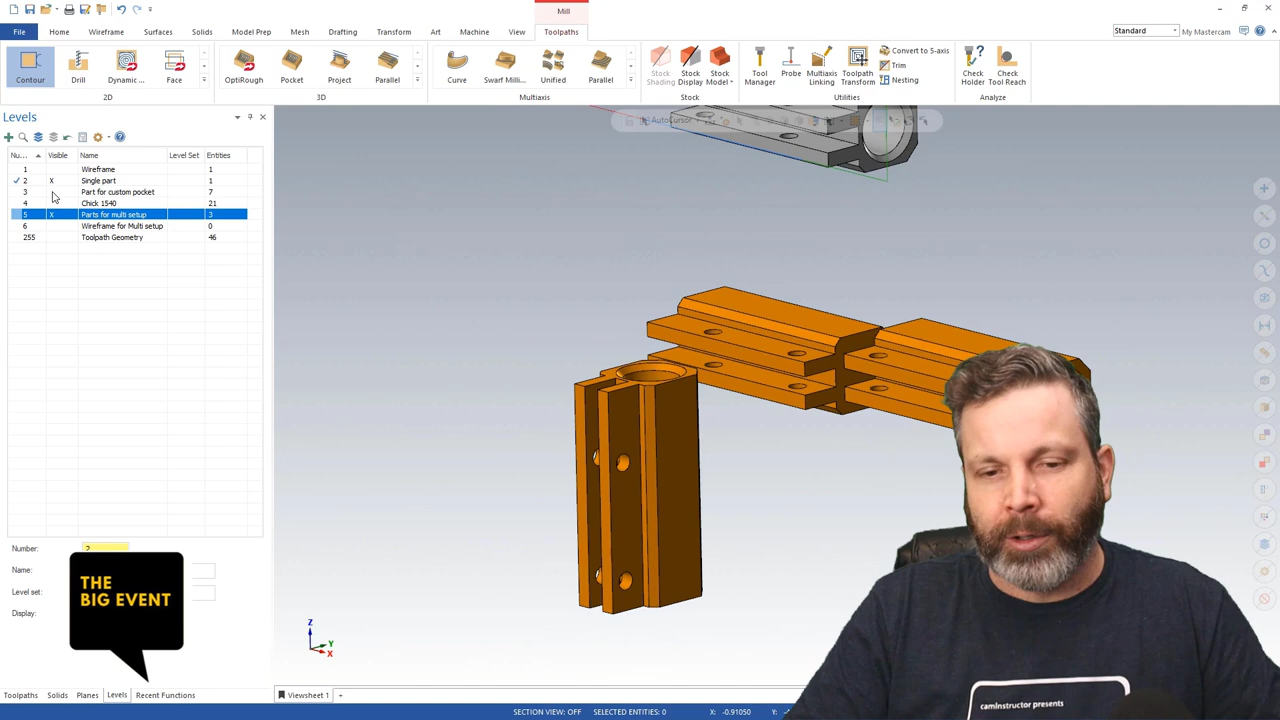 Mill
File Home Wireframe Surfaces Solids Model Prep Mesh Drafting Transform Art Machine View Toolpaths
Standard
My Mastercam
Contour Drill Dynamic ... Face
OptiRough Pocket Project Parallel
Curve Swarf Milli... Unified Parallel
Stock Shading Stock Display Stock Model
Tool Manager Probe Multiaxis Linking Toolpath Transform
Convert to 5-axis
Trim
Nesting
Check Holder Check Tool Reach
2D 3D Multiaxis Stock Utilities Analyze
Levels
AutoCursor
Nu... Visible Name Level Set Entities
1 Wireframe 1
2 X Single part 1
3 Part for custom pocket 7
4 Chick 1540 21
5 X Parts for multi setup 3
6 Wireframe for Multi setup 0
255 Toolpath Geometry 46
Number: 2
Name:
Level set:
Display:
THE
BIG EVENT
Z
Y
X
camInstructor presents
Toolpaths Solids Planes Levels Recent Functions
Viewsheet 1 +
SECTION VIEW: OFF SELECTED ENTITIES: 0 X: -0.91050 Y: